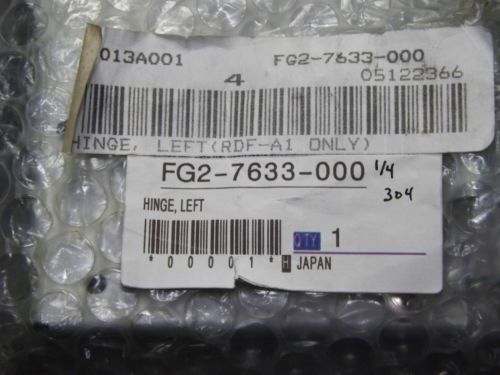 013A001 FG2-7633-000
4 05122366
HINGE, LEFT(RDF-A1 ONLY)
FG2-7633-000 1/4
304
HINGE, LEFT
QTY 1
*00001* H JAPAN